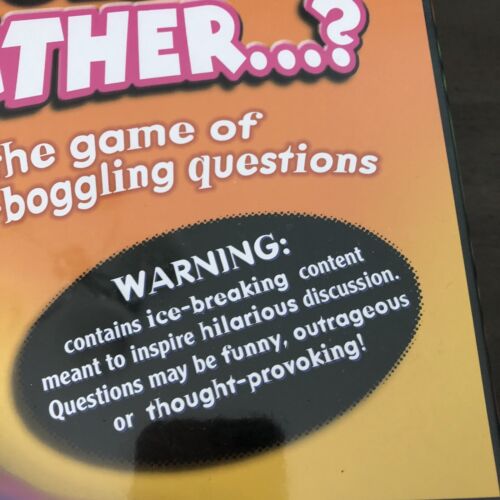 ATHER...?
the game of
-boggling questions
WARNING:
contains ice-breaking content
meant to inspire hilarious discussion.
Questions may be funny, outrageous
or thought-provoking!